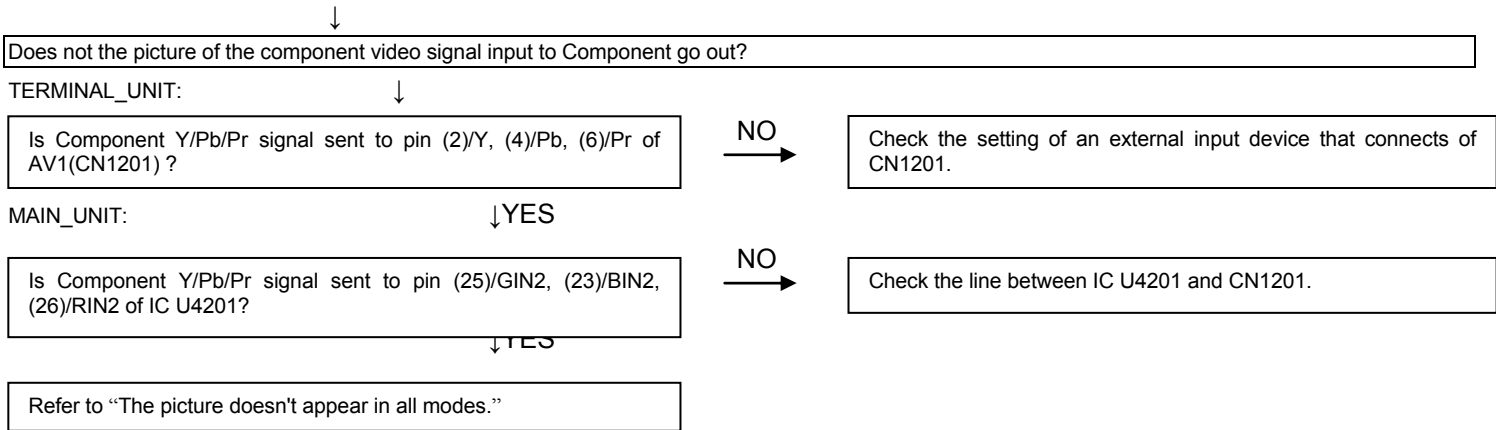 ↓
Does not the picture of the component video signal input to Component go out?
TERMINAL_UNIT: ↓
Is Component Y/Pb/Pr signal sent to pin (2)/Y, (4)/Pb, (6)/Pr of
AV1(CN1201) ?
NO
Check the setting of an external input device that connects of
CN1201.
MAIN_UNIT: ↓YES
Is Component Y/Pb/Pr signal sent to pin (25)/GIN2, (23)/BIN2,
(26)/RIN2 of IC U4201?
NO
Check the line between IC U4201 and CN1201.
↓YES
Refer to “The picture doesn't appear in all modes.”